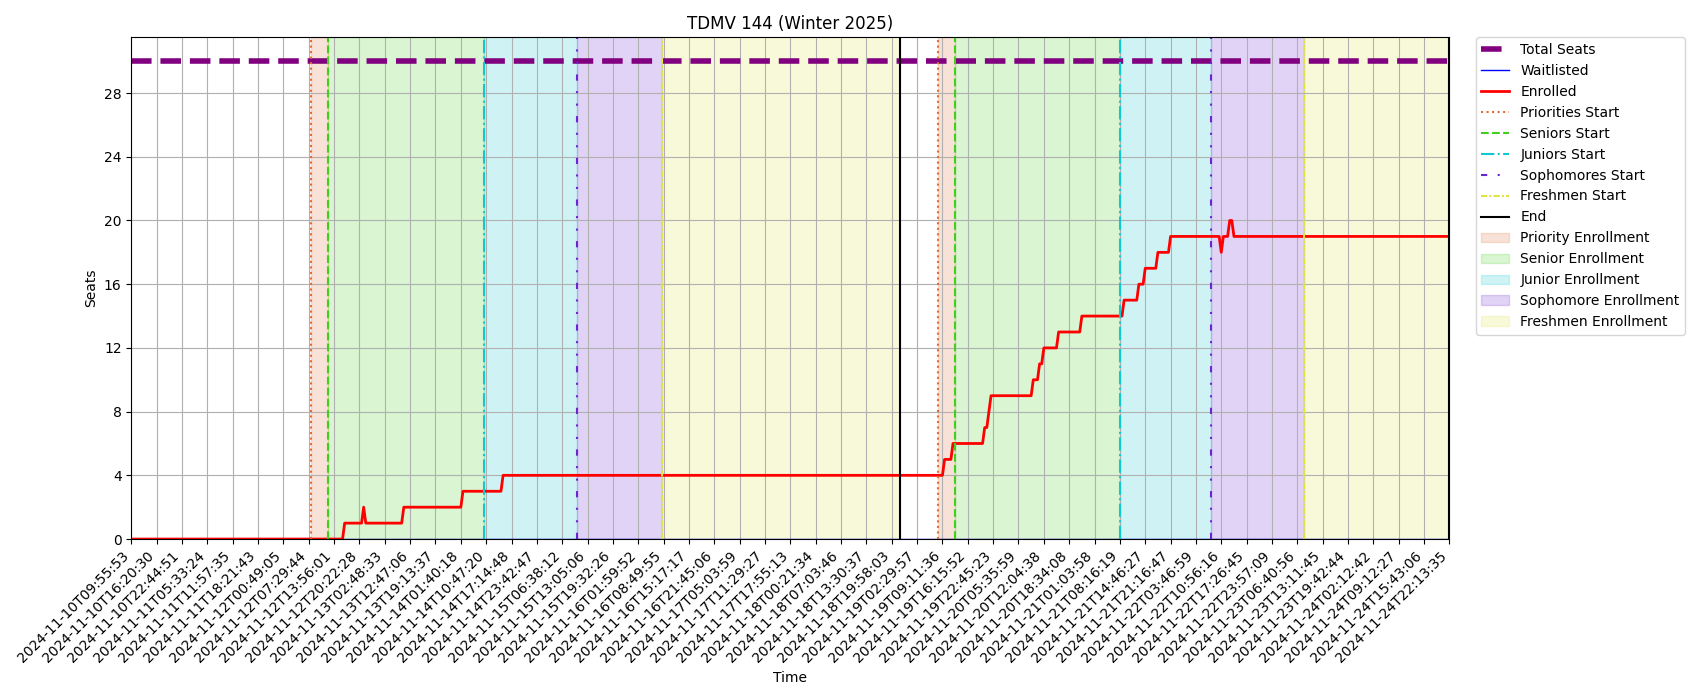 TDMV 144 (Winter 2025)
Total Seats
Waitlisted
Enrolled
Priorities Start
Seniors Start
Juniors Start
Sophomores Start
Freshmen Start
End
Priority Enrollment
Senior Enrollment
Junior Enrollment
Sophomore Enrollment
Freshmen Enrollment
Seats
28
24
20
16
12
8
4
0
2024-11-10T09:55:53
2024-11-10T16:20:30
2024-11-10T22:44:51
2024-11-11T05:33:24
2024-11-11T11:57:35
2024-11-11T18:21:43
2024-11-12T00:49:05
2024-11-12T07:29:44
2024-11-12T13:56:01
2024-11-12T20:22:28
2024-11-13T02:48:33
2024-11-13T12:47:06
2024-11-13T19:13:37
2024-11-14T01:40:18
2024-11-14T10:47:20
2024-11-14T17:14:48
2024-11-14T23:42:47
2024-11-15T06:38:12
2024-11-15T13:05:06
2024-11-15T19:32:26
2024-11-16T01:59:52
2024-11-16T08:49:55
2024-11-16T15:17:17
2024-11-16T21:45:06
2024-11-17T05:03:59
2024-11-17T11:29:27
2024-11-17T17:55:13
2024-11-18T00:21:34
2024-11-18T07:03:46
2024-11-18T13:30:37
2024-11-18T19:58:03
2024-11-19T02:29:57
2024-11-19T09:11:36
2024-11-19T16:15:52
2024-11-19T22:45:23
2024-11-20T05:35:59
2024-11-20T12:04:38
2024-11-20T18:34:08
2024-11-21T01:03:58
2024-11-21T08:16:19
2024-11-21T14:46:27
2024-11-21T21:16:47
2024-11-22T03:46:59
2024-11-22T10:56:16
2024-11-22T17:26:45
2024-11-22T23:57:09
2024-11-23T06:40:56
2024-11-23T13:11:45
2024-11-23T19:42:44
2024-11-24T02:12:42
2024-11-24T09:12:27
2024-11-24T15:43:06
2024-11-24T22:13:35
Time